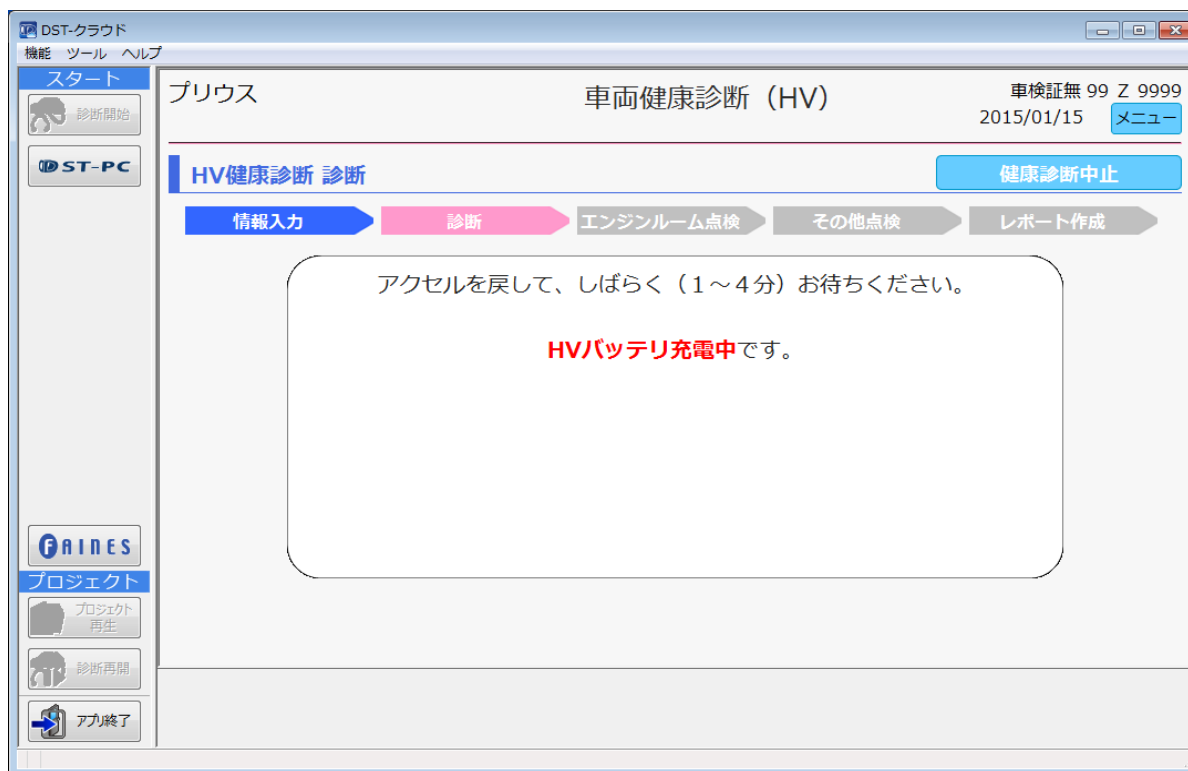 DST-クラウド
機能 ツール ヘルプ
スタート
診断開始
DST-PC
FAINES
プロジェクト
プロジェクト
再生
診断再開
アプリ終了
プリウス
車両健康診断（HV）
車検証無 99 Z 9999
2015/01/15
メニュー
HV健康診断 診断
健康診断中止
情報入力
診断
エンジンルーム点検
その他点検
レポート作成
アクセルを戻して、しばらく（１～４分）お待ちください。
HVバッテリ充電中です。